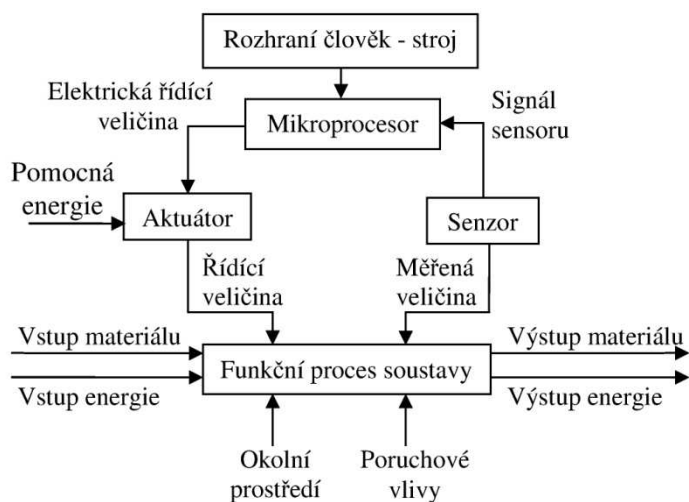 Rozhraní člověk - stroj
Elektrická řídící
veličina
Mikroprocesor
Signál
sensoru
Pomocná
energie
Aktuátor
Senzor
Řídící
veličina
Měřená
veličina
Vstup materiálu
Vstup energie
Funkční proces soustavy
Výstup materiálu
Výstup energie
Okolní
prostředí
Poruchové
vlivy